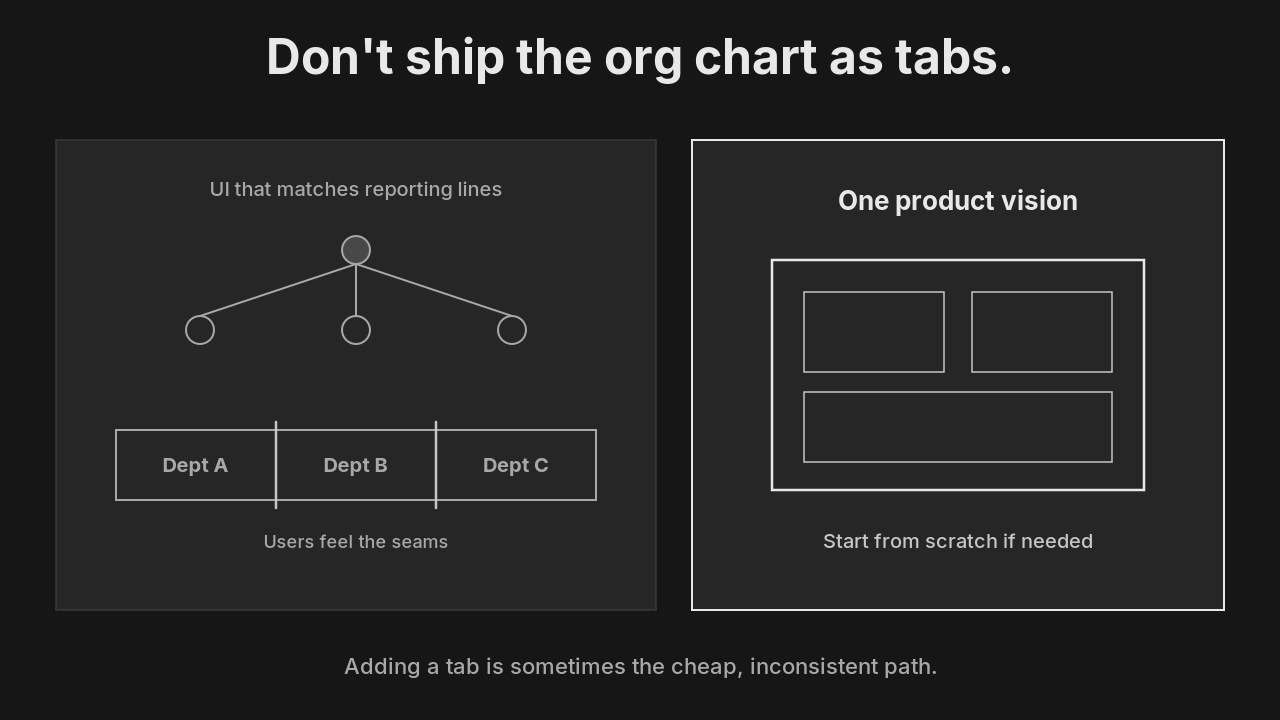 Don't ship the org chart as tabs.
UI that matches reporting lines
Dept A
Dept B
Dept C
Users feel the seams
One product vision
Start from scratch if needed
Adding a tab is sometimes the cheap, inconsistent path.